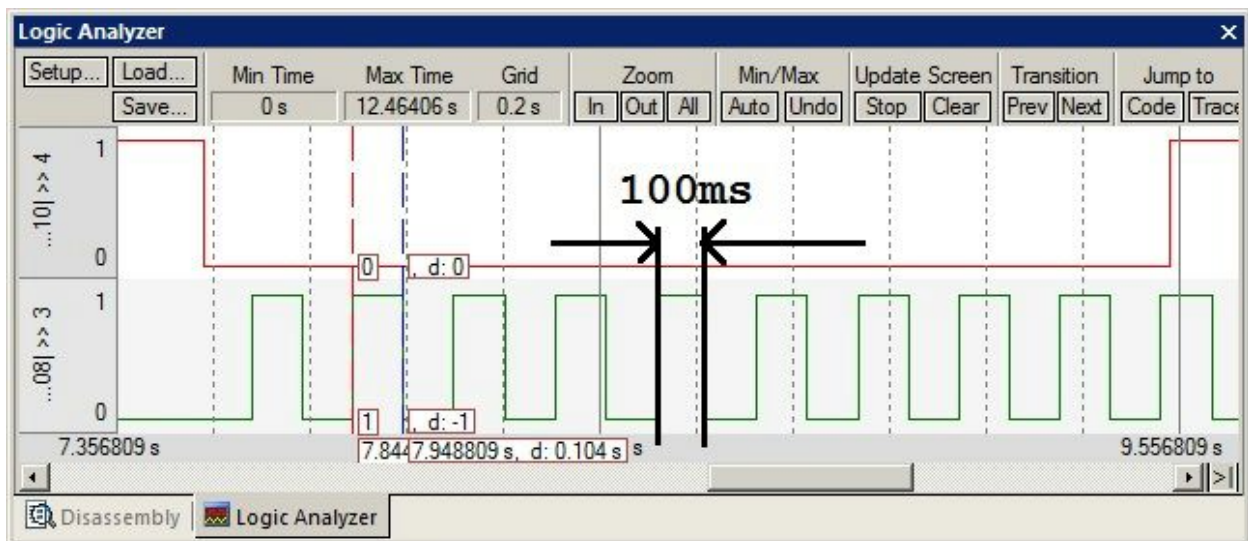 Logic Analyzer
Setup... Load... Min Time Max Time Grid Zoom Min/Max Update Screen Transition Jump to
Save... 0 s 12.46406 s 0.2 s In Out All Auto Undo Stop Clear Prev Next Code Trace
...10| >> 4
1
0
100ms
0 , d: 0
...08| >> 3
1
0
1 , d: -1
7.356809 s 7.844 7.948809 s, d: 0.104 s s 9.556809 s
>|
Disassembly Logic Analyzer